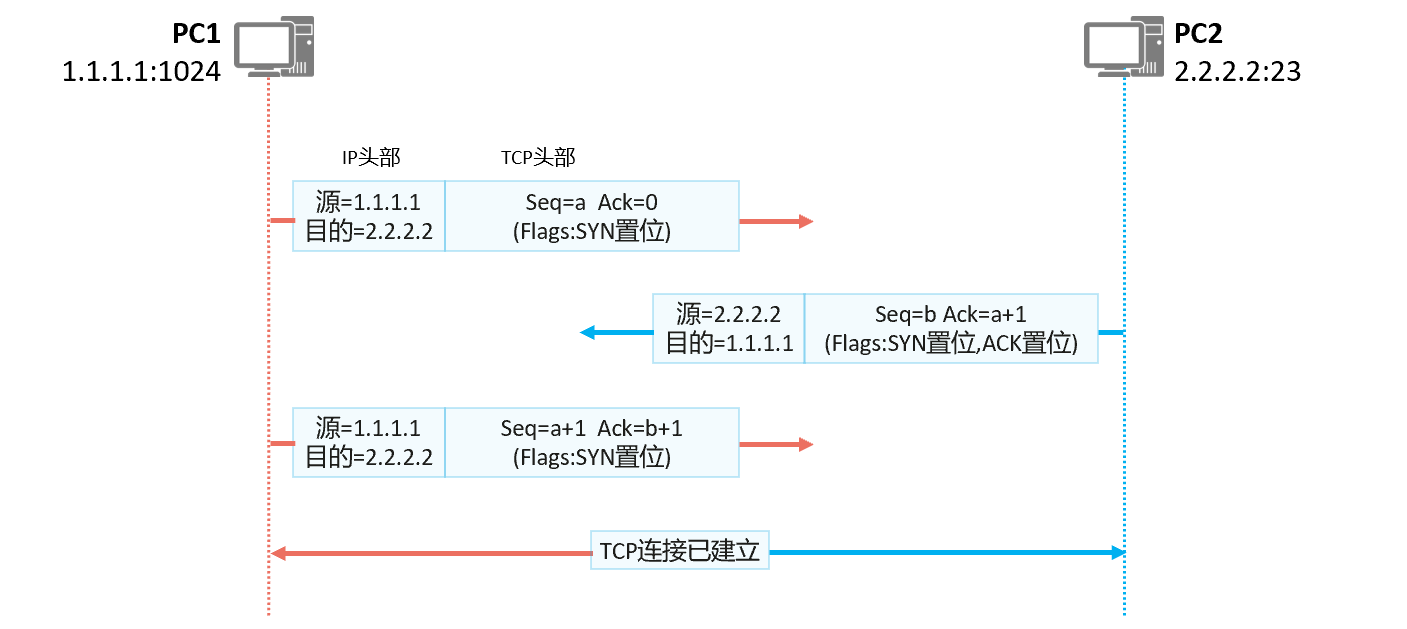 PC1
1.1.1.1:1024
PC2
2.2.2.2:23
IP头部
TCP头部
源=1.1.1.1
目的=2.2.2.2
Seq=a Ack=0
(Flags:SYN置位)
源=2.2.2.2
目的=1.1.1.1
Seq=b Ack=a+1
(Flags:SYN置位,ACK置位)
源=1.1.1.1
目的=2.2.2.2
Seq=a+1 Ack=b+1
(Flags:SYN置位)
TCP连接已建立